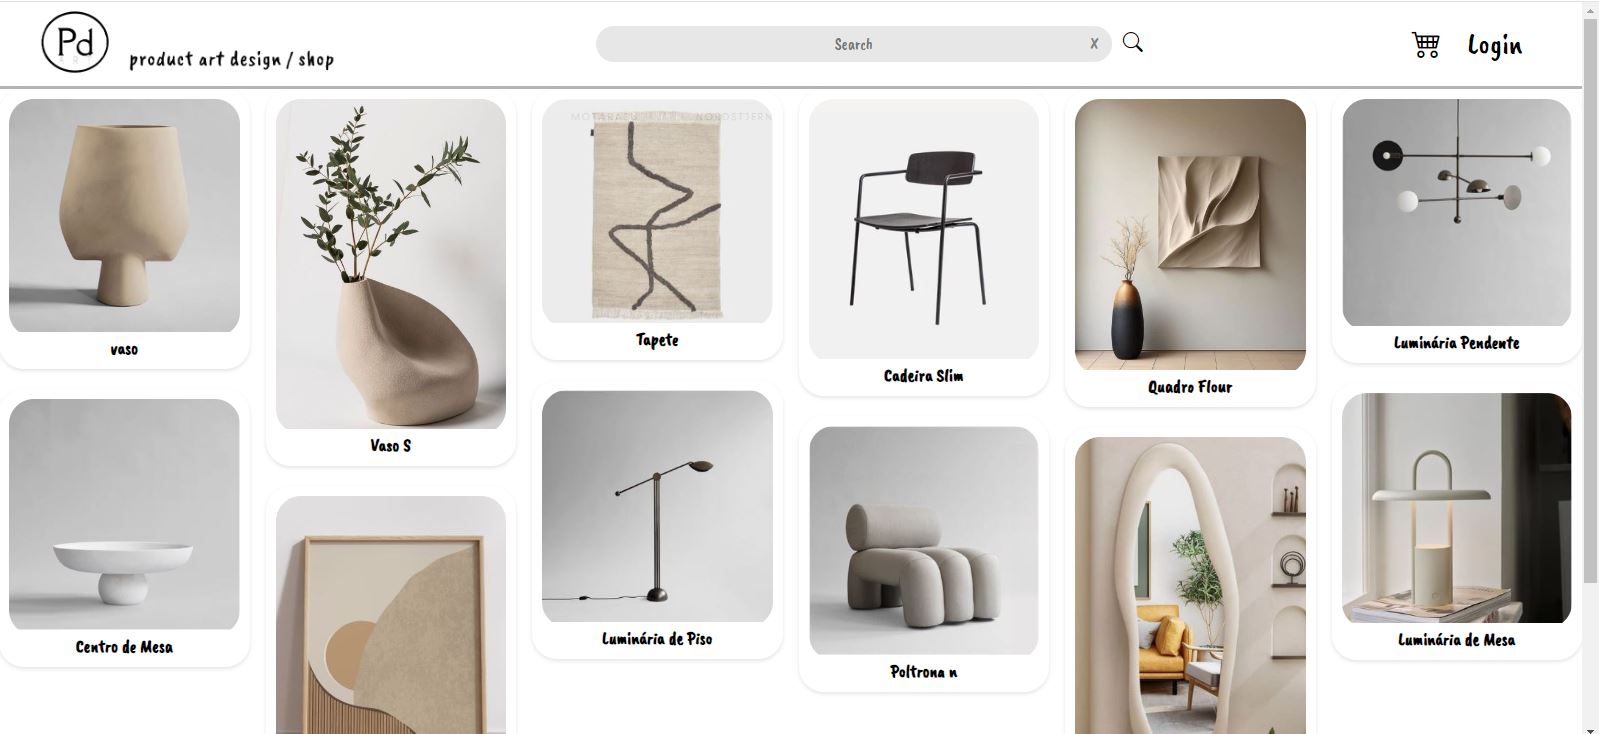 Pd
ART
product art design / shop
Search
X
Login
vaso
Vaso S
Tapete
Cadeira Slim
Quadro Flour
Luminária Pendente
Centro de Mesa
Luminária de Piso
Poltrona n
Luminária de Mesa